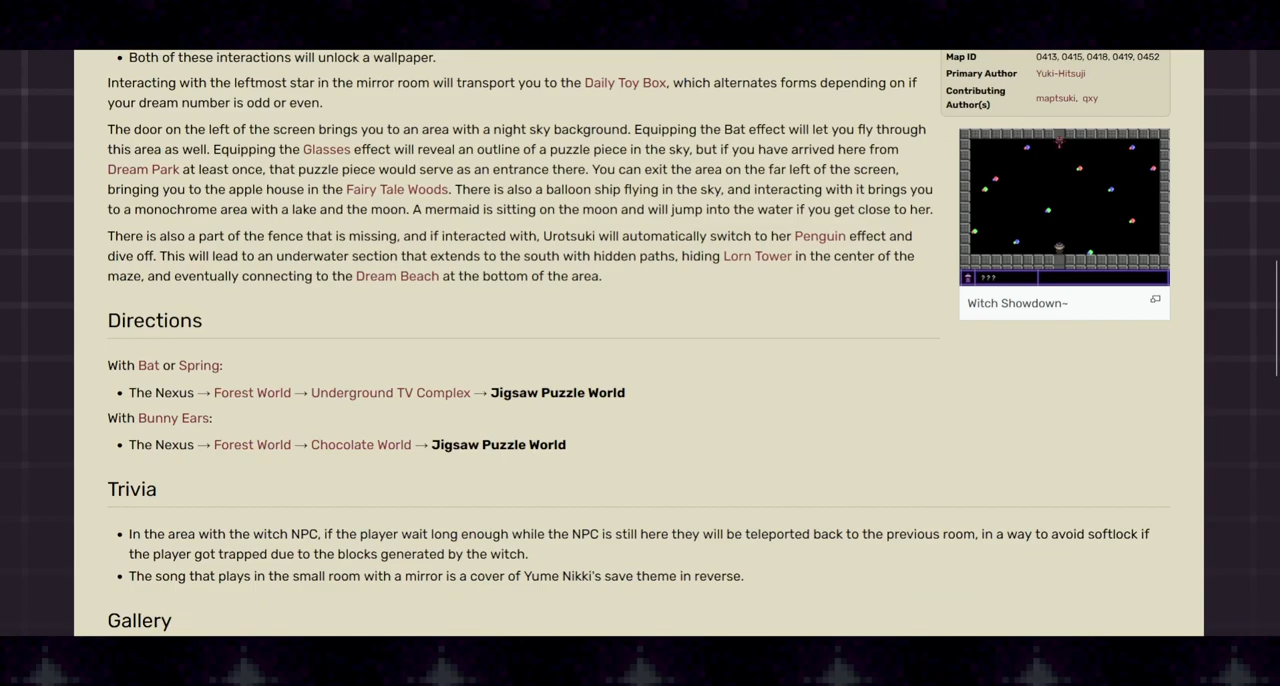 • Both of these interactions will unlock a wallpaper.
Interacting with the leftmost star in the mirror room will transport you to the Daily Toy Box, which alternates forms depending on if
your dream number is odd or even.
The door on the left of the screen brings you to an area with a night sky background. Equipping the Bat effect will let you fly through
this area as well. Equipping the Glasses effect will reveal an outline of a puzzle piece in the sky, but if you have arrived here from
Dream Park at least once, that puzzle piece would serve as an entrance there. You can exit the area on the far left of the screen,
bringing you to the apple house in the Fairy Tale Woods. There is also a balloon ship flying in the sky, and interacting with it brings you
to a monochrome area with a lake and the moon. A mermaid is sitting on the moon and will jump into the water if you get close to her.
There is also a part of the fence that is missing, and if interacted with, Urotsuki will automatically switch to her Penguin effect and
dive off. This will lead to an underwater section that extends to the south with hidden paths, hiding Lorn Tower in the center of the
maze, and eventually connecting to the Dream Beach at the bottom of the area.
Map ID 0413, 0415, 0418, 0419, 0452
Primary Author Yuki-Hitsuji
Contributing
Author(s) maptsuki, qxy
???
Witch Showdown~
Directions
With Bat or Spring:
• The Nexus → Forest World → Underground TV Complex → Jigsaw Puzzle World
With Bunny Ears:
• The Nexus → Forest World → Chocolate World → Jigsaw Puzzle World
Trivia
• In the area with the witch NPC, if the player wait long enough while the NPC is still here they will be teleported back to the previous room, in a way to avoid softlock if
the player got trapped due to the blocks generated by the witch.
• The song that plays in the small room with a mirror is a cover of Yume Nikki's save theme in reverse.
Gallery